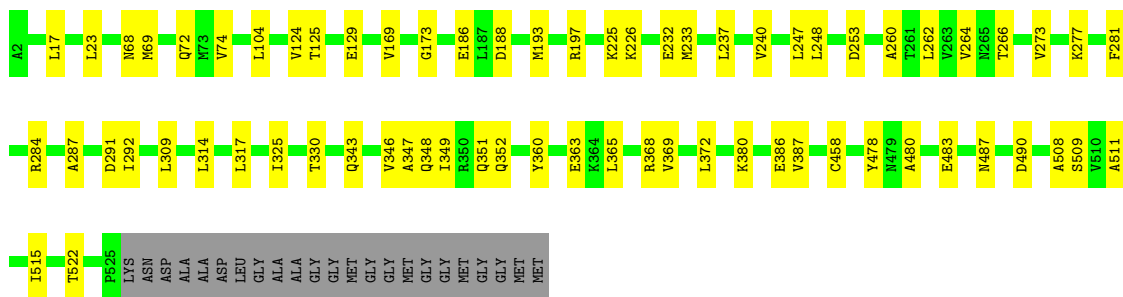 A2 L17 L23 N68 M69 Q72 M73 V74 L104 V124 T125 E129 V169 G173 E186 L187 D188 M193 R197 K225 K226 E232 M233 L237 V240 L247 L248 D253 A260 T261 L262 V263 V264 N265 T266 V273 K277 F281
R284 A287 D291 I292 L309 L314 L317 I325 T330 Q343 V346 A347 Q348 I349 R350 Q351 Q352 Y360 E363 K364 L365 R368 V369 L372 K380 E386 V387 C458 Y478 N479 A480 E483 N487 D490 A508 S509 V510 A511
I515 T522 P525 LYS ASN ASP ALA ALA ASP LEU GLY ALA ALA GLY GLY MET GLY GLY MET GLY GLY MET GLY GLY MET MET